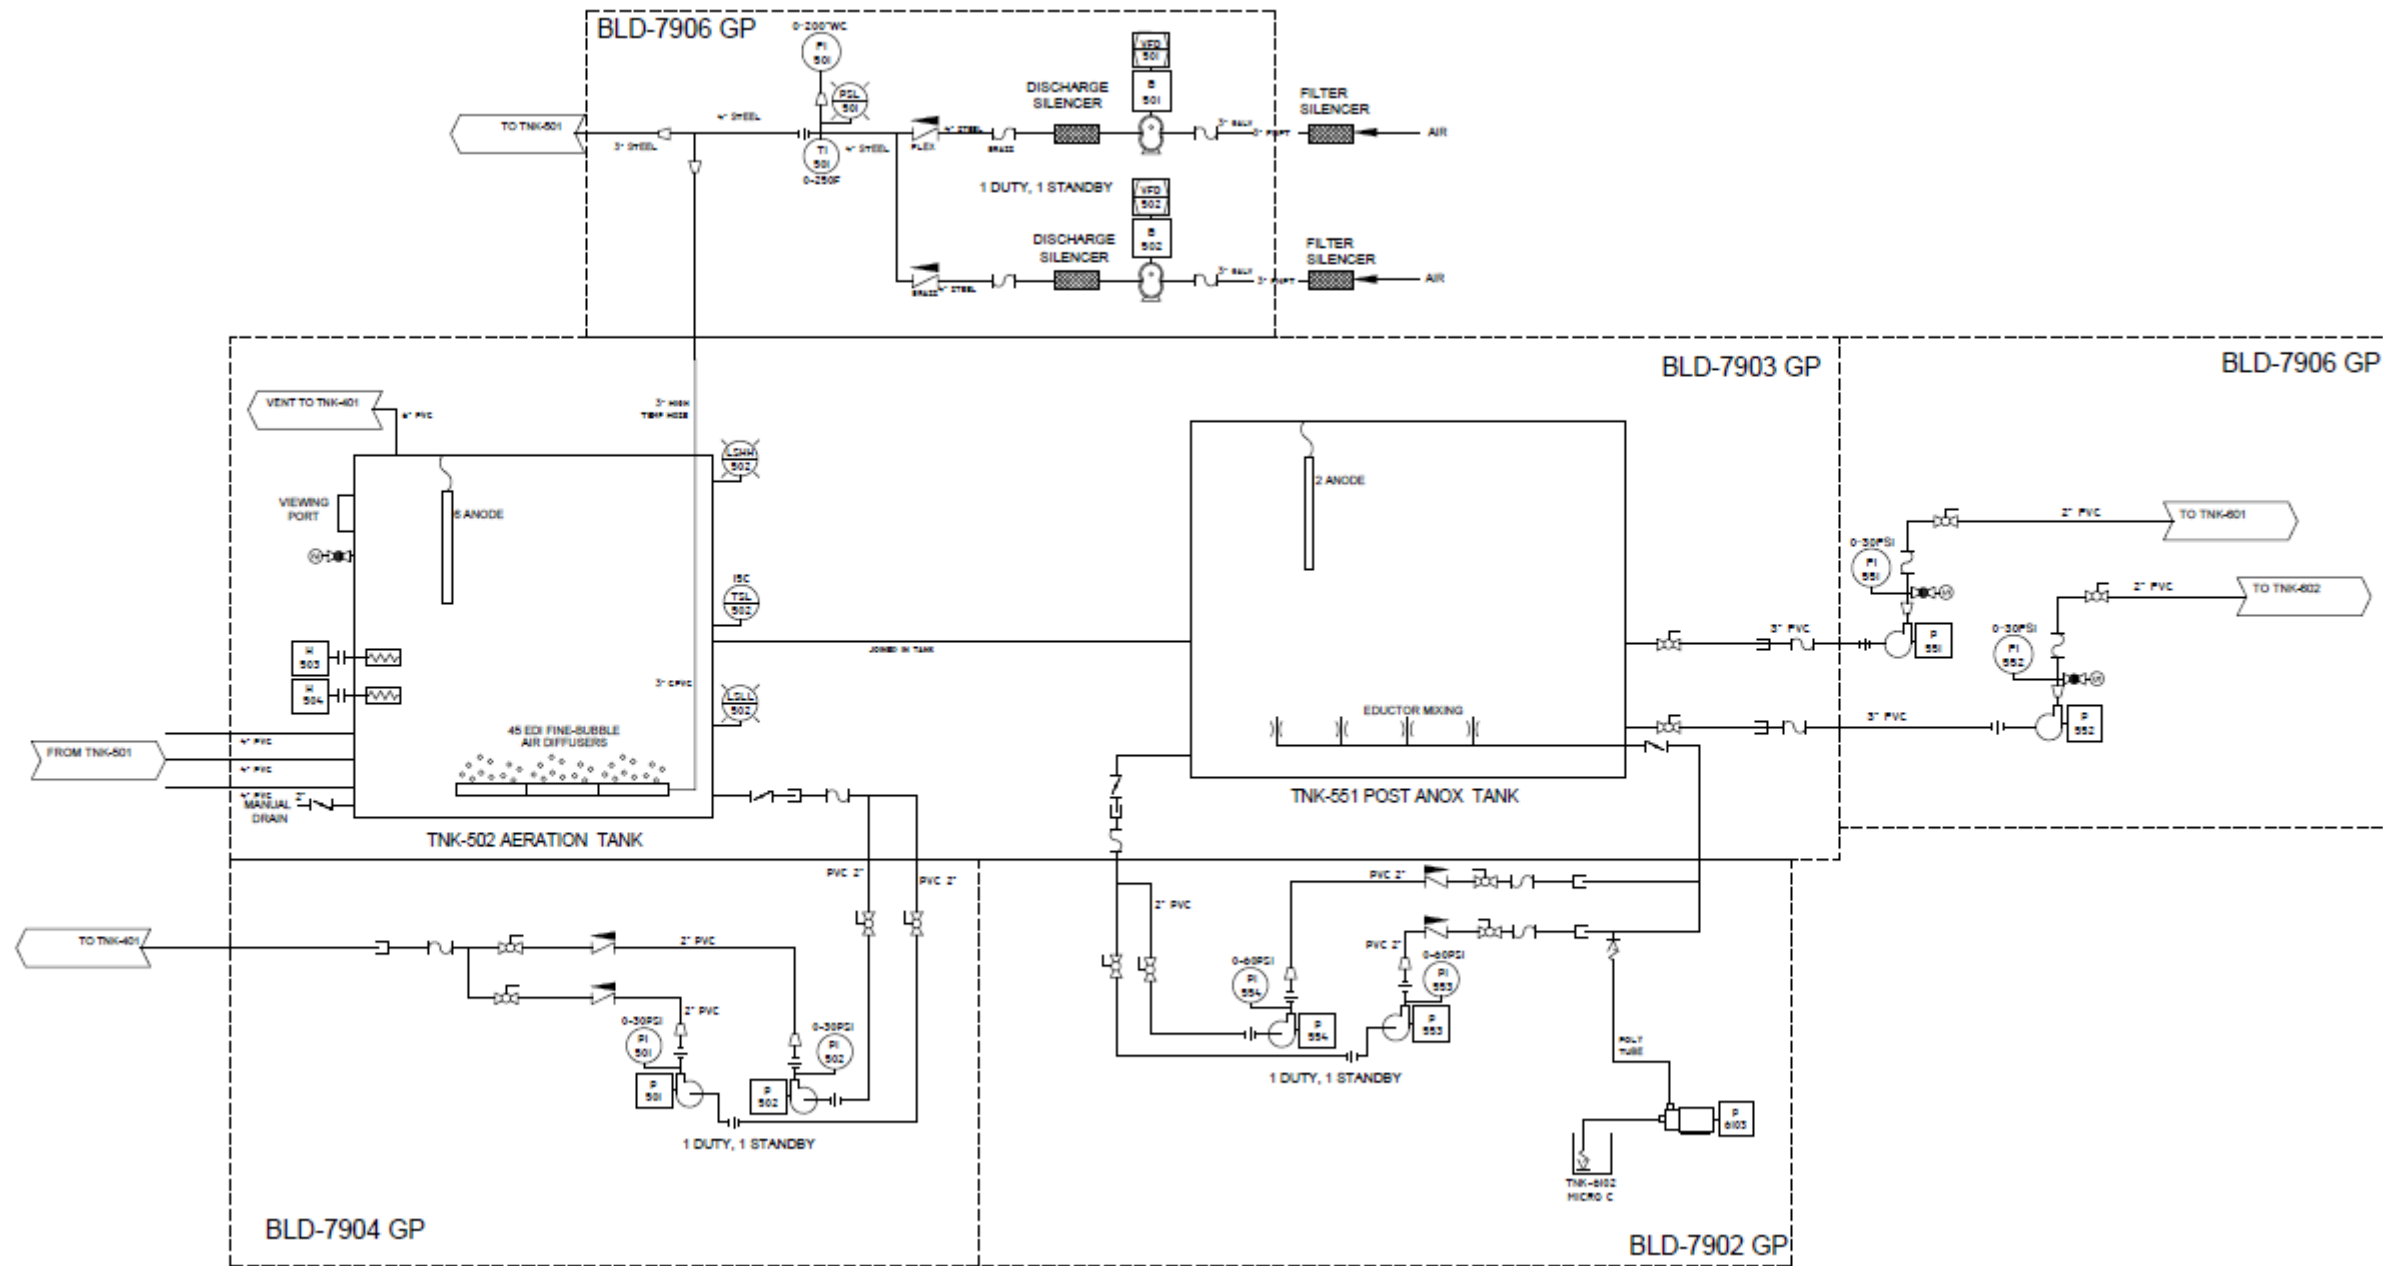 BLD-7906 GP
0-200"WC
PI
501
PSL
501
TO TNK-501
3" STEEL
4" STEEL
TI
501
0-250F
4" STEEL
FLEX
4" STEEL
BRASS
DISCHARGE
SILENCER
VFD
501
B
501
3" GALV
FILTER
SILENCER
AIR
1 DUTY, 1 STANDBY
VFD
502
B
502
DISCHARGE
SILENCER
BRASS
4" STEEL
3" GALV
FILTER
SILENCER
AIR
BLD-7903 GP
BLD-7906 GP
VENT TO TNK-401
6" PVC
3" HIGH
TEMP HOSE
LSHH
502
VIEWING
PORT
6 ANODE
2 ANODE
TSL
502
JOINED IN TANK
H
503
H
504
3" CPVC
LSLL
502
45 EDI FINE-BUBBLE
AIR DIFFUSERS
FROM TNK-501
4" PVC
4" PVC
4" PVC
MANUAL
DRAIN
2"
TNK-502 AERATION TANK
EDUCTOR MIXING
TNK-551 POST ANOX TANK
2" PVC
TO TNK-601
0-30PSI
PI
551
2" PVC
TO TNK-602
3" PVC
P
551
0-30PSI
PI
552
3" PVC
P
552
PVC 2"
PVC 2"
TO TNK-401
2" PVC
2" PVC
0-30PSI
PI
501
P
501
0-30PSI
PI
502
P
502
1 DUTY, 1 STANDBY
BLD-7904 GP
PVC 2"
2" PVC
PVC 2"
0-60PSI
PI
554
P
554
0-60PSI
PI
553
P
553
1 DUTY, 1 STANDBY
POLY
TUBE
P
6103
TNK-6102
MICRO C
BLD-7902 GP